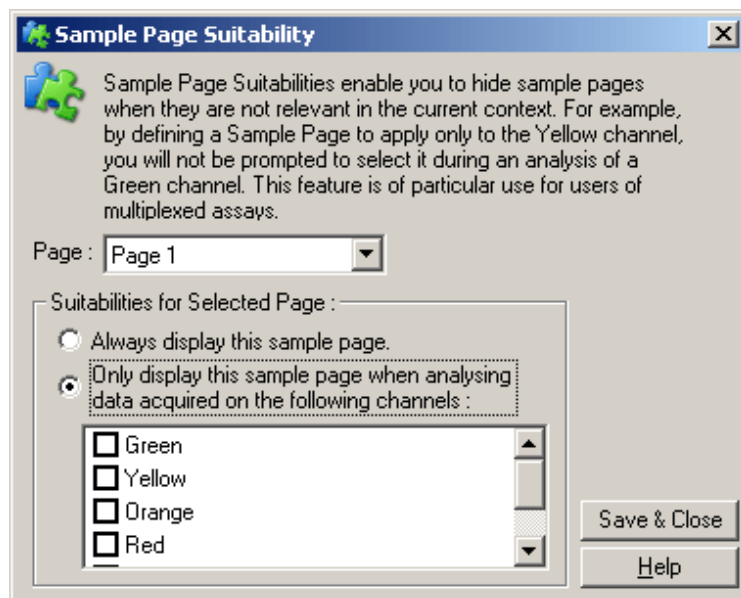 Sample Page Suitability
Sample Page Suitabilities enable you to hide sample pages
when they are not relevant in the current context. For example,
by defining a Sample Page to apply only to the Yellow channel,
you will not be prompted to select it during an analysis of a
Green channel. This feature is of particular use for users of
multiplexed assays.
Page : Page 1
Suitabilities for Selected Page :
Always display this sample page.
Only display this sample page when analysing
data acquired on the following channels :
Green
Yellow
Orange
Red
Save & Close
Help